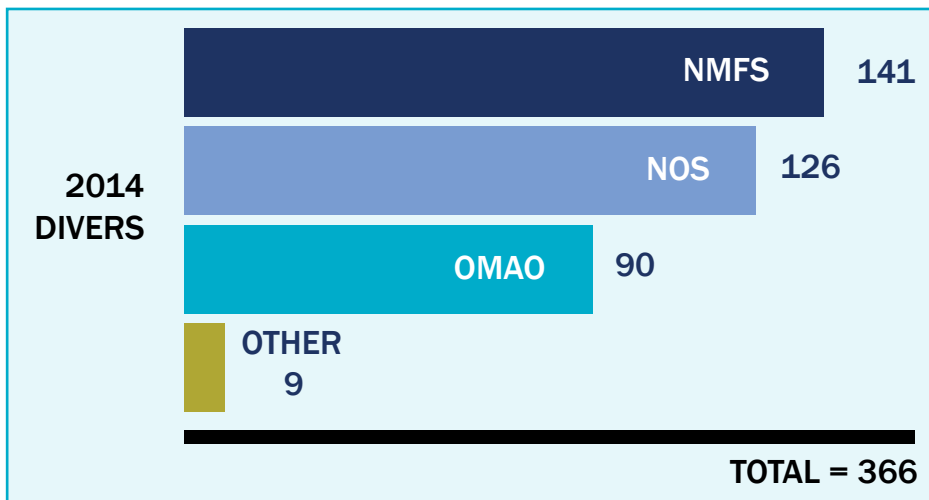 NMFS 141
NOS 126
2014
DIVERS
OMAO 90
OTHER
9
TOTAL = 366